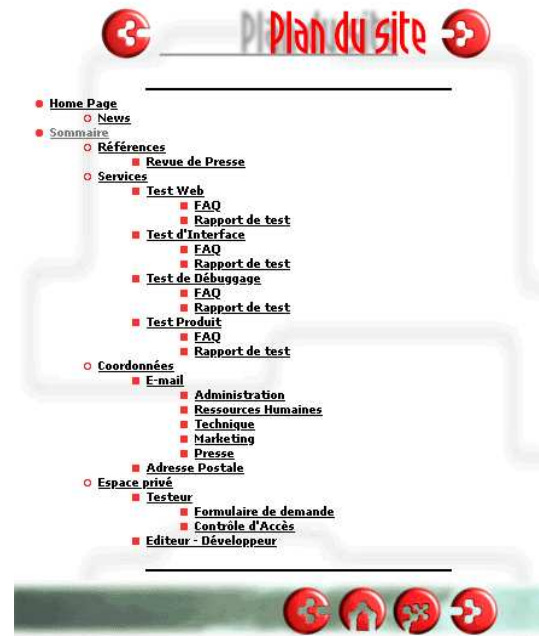 Plan du site
Home Page
News
Sommaire
Références
Revue de Presse
Services
Test Web
FAQ
Rapport de test
Test d'Interface
FAQ
Rapport de test
Test de Débuggage
FAQ
Rapport de test
Test Produit
FAQ
Rapport de test
Coordonnées
E-mail
Administration
Ressources Humaines
Technique
Marketing
Presse
Adresse Postale
Espace privé
Testeur
Formulaire de demande
Contrôle d'Accès
Editeur - Développeur